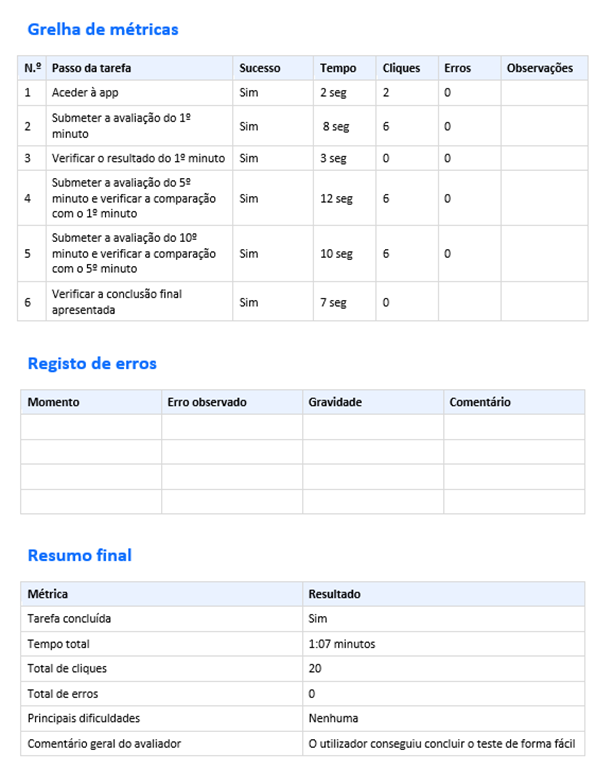 Grelha de métricas
N.º Passo da tarefa Sucesso Tempo Cliques Erros Observações
1 Aceder à app Sim 2 seg 2 0
2 Submeter a avaliação do 1º
minuto Sim 8 seg 6 0
3 Verificar o resultado do 1º minuto Sim 3 seg 0 0
4 Submeter a avaliação do 5º
minuto e verificar a comparação
com o 1º minuto Sim 12 seg 6 0
5 Submeter a avaliação do 10º
minuto e verificar a comparação
com o 5º minuto Sim 10 seg 6 0
6 Verificar a conclusão final
apresentada Sim 7 seg 0
Registo de erros
Momento Erro observado Gravidade Comentário
Resumo final
Métrica Resultado
Tarefa concluída Sim
Tempo total 1:07 minutos
Total de cliques 20
Total de erros 0
Principais dificuldades Nenhuma
Comentário geral do avaliador O utilizador conseguiu concluir o teste de forma fácil